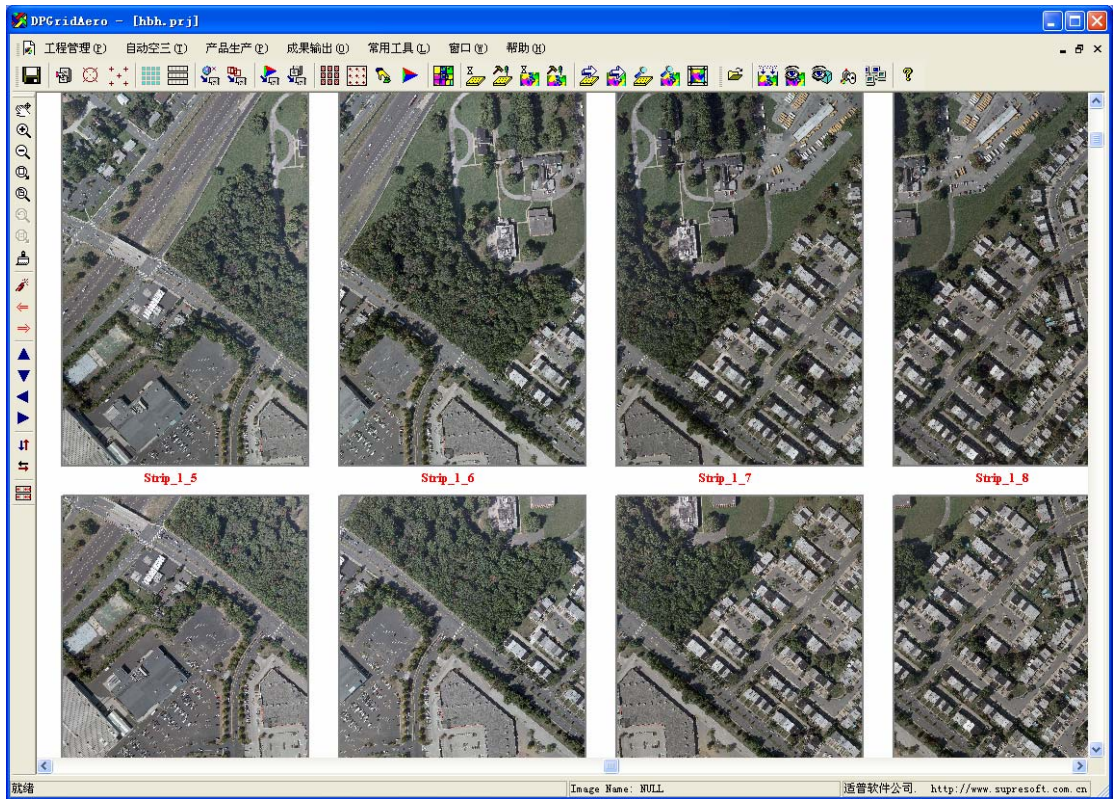 DPGridAero - [hbh.prj]
工程管理(P) 自动空三(T) 产品生产(P) 成果输出(O) 常用工具(L) 窗口(W) 帮助(H)
Strip_1_5 Strip_1_6 Strip_1_7 Strip_1_8
就绪 Image Name: NULL 适普软件公司. http://www.supresoft.com.cn